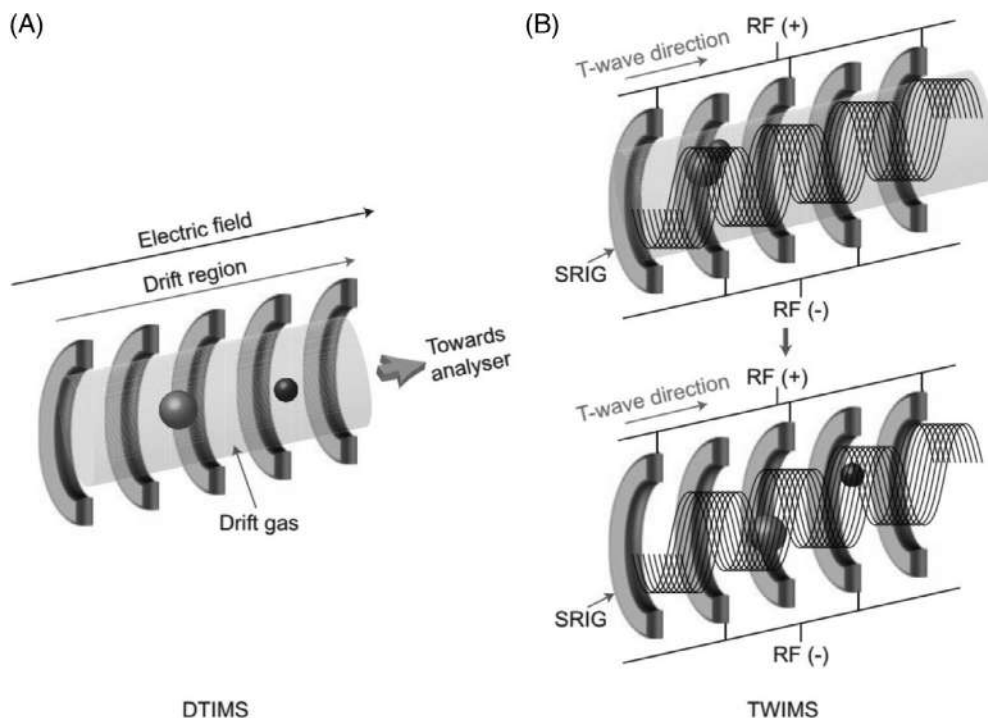 (A)
Electric field
Drift region
Towards
analyser
Drift gas
DTIMS
(B)
RF (+)
T-wave direction
SRIG
RF (-)
RF (+)
T-wave direction
SRIG
RF (-)
TWIMS